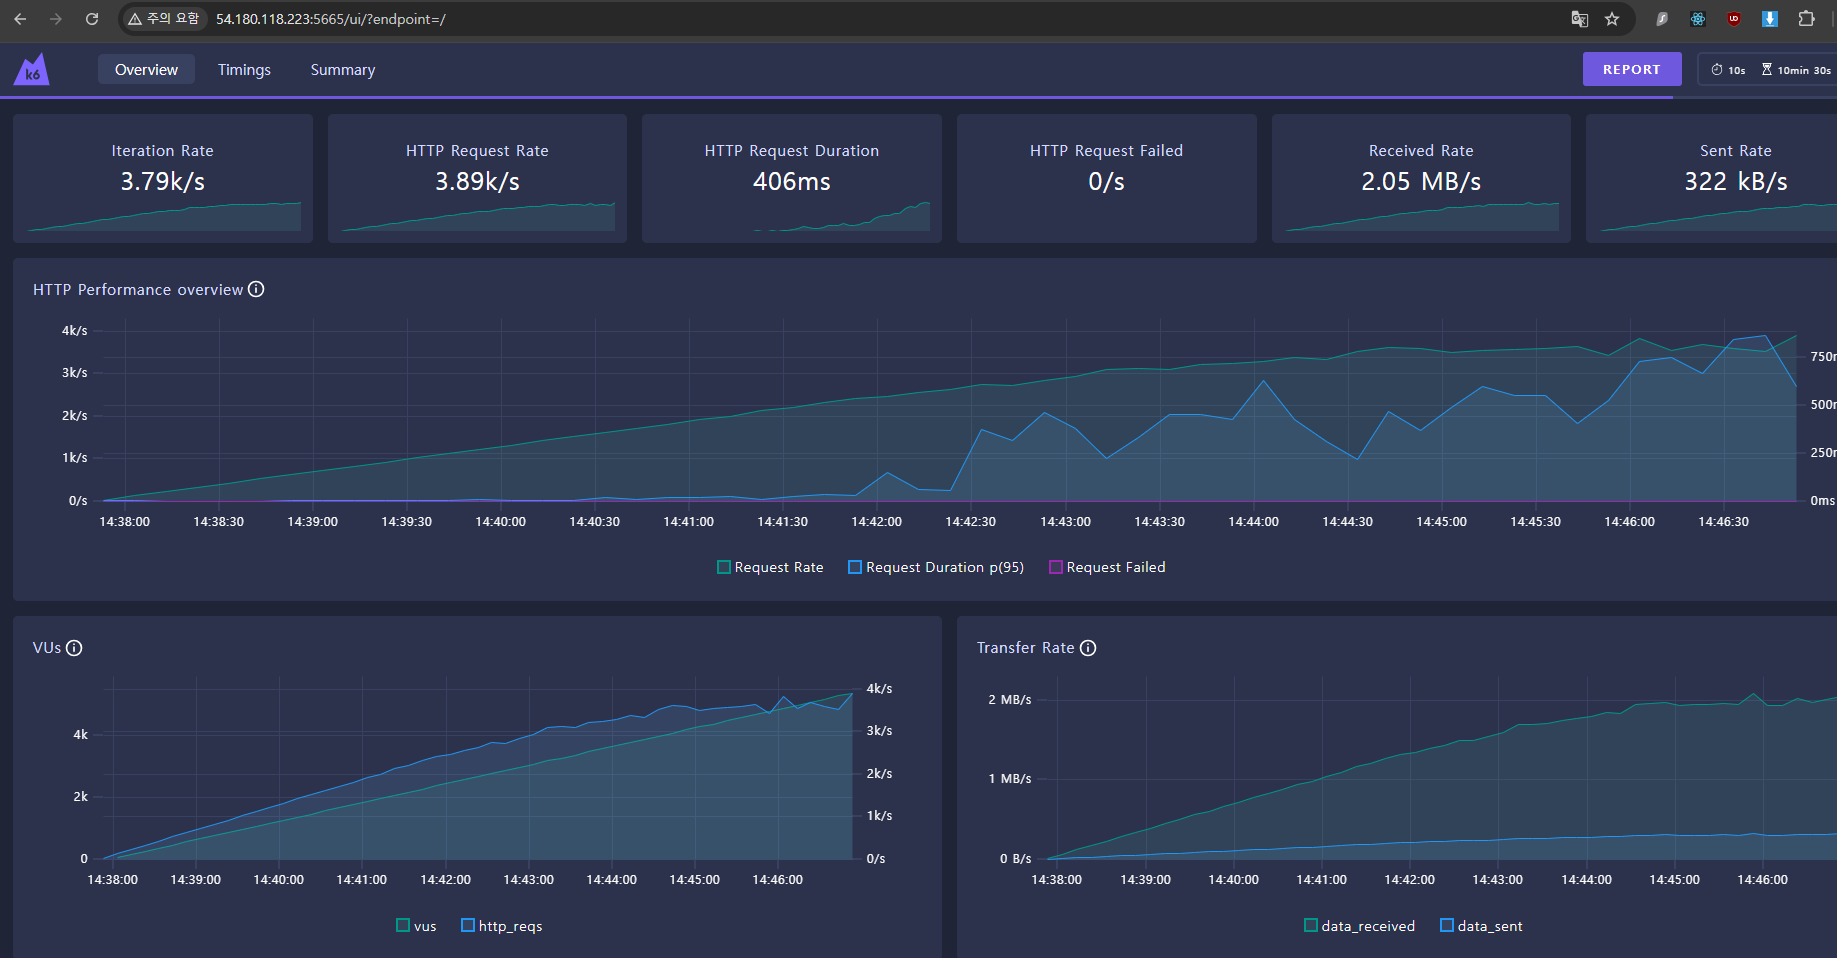 주의 요함 54.180.118.223:5665/ui/?endpoint=/
k6 Overview Timings Summary REPORT 10s 10min 30s
Iteration Rate
3.79k/s
HTTP Request Rate
3.89k/s
HTTP Request Duration
406ms
HTTP Request Failed
0/s
Received Rate
2.05 MB/s
Sent Rate
322 kB/s
HTTP Performance overview
4k/s
3k/s
2k/s
1k/s
0/s
750m
500m
250m
0ms
14:38:00 14:38:30 14:39:00 14:39:30 14:40:00 14:40:30 14:41:00 14:41:30 14:42:00 14:42:30 14:43:00 14:43:30 14:44:00 14:44:30 14:45:00 14:45:30 14:46:00 14:46:30
Request Rate Request Duration p(95) Request Failed
VUs
4k
2k
0
4k/s
3k/s
2k/s
1k/s
0/s
14:38:00 14:39:00 14:40:00 14:41:00 14:42:00 14:43:00 14:44:00 14:45:00 14:46:00
vus http_reqs
Transfer Rate
2 MB/s
1 MB/s
0 B/s
14:38:00 14:39:00 14:40:00 14:41:00 14:42:00 14:43:00 14:44:00 14:45:00 14:46:00
data_received data_sent